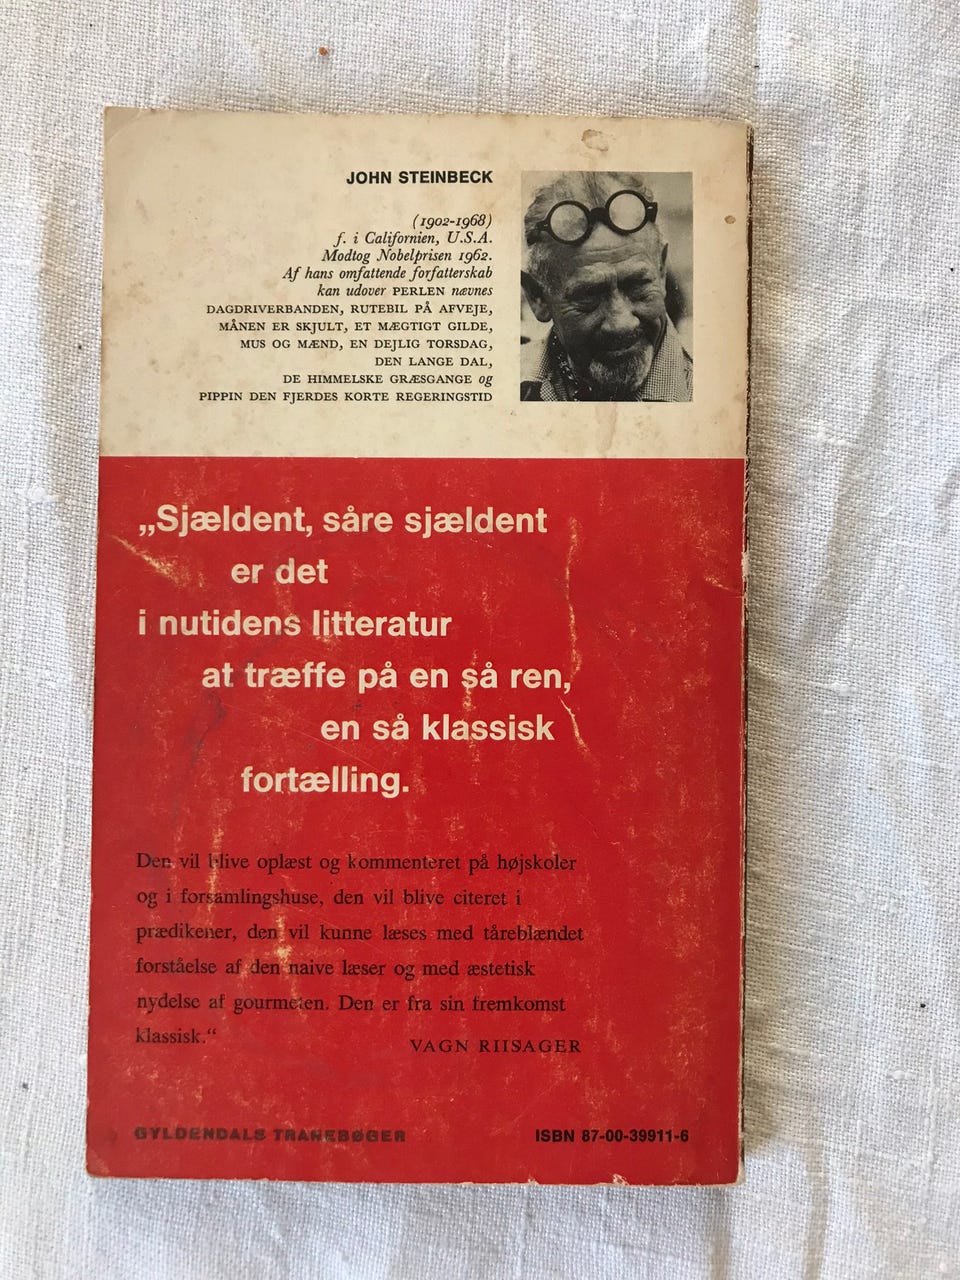 JOHN STEINBECK
(1902-1968)
f. i Californien, U.S.A.
Modtog Nobelprisen 1962.
Af hans omfattende forfatterskab
kan udover PERLEN nævnes
DAGDRIVERBANDEN, RUTEBIL PÅ AFVEJE,
MÅNEN ER SKJULT, ET MÆGTIGT GILDE,
MUS OG MÆND, EN DEJLIG TORSDAG,
DEN LANGE DAL,
DE HIMMELSKE GRÆSGANGE og
PIPPIN DEN FJERDES KORTE REGERINGSTID
„Sjældent, såre sjældent
er det
i nutidens litteratur
at træffe på en så ren,
en så klassisk
fortælling.
Den vil blive oplæst og kommenteret på højskoler
og i forsamlingshuse, den vil blive citeret i
prædikener, den vil kunne læses med tåreblændet
forståelse af den naive læser og med æstetisk
nydelse af gourmeten. Den er fra sin fremkomst
klassisk.“
VAGN RIISAGER
GYLDENDALS TRANEBØGER
ISBN 87-00-39911-6